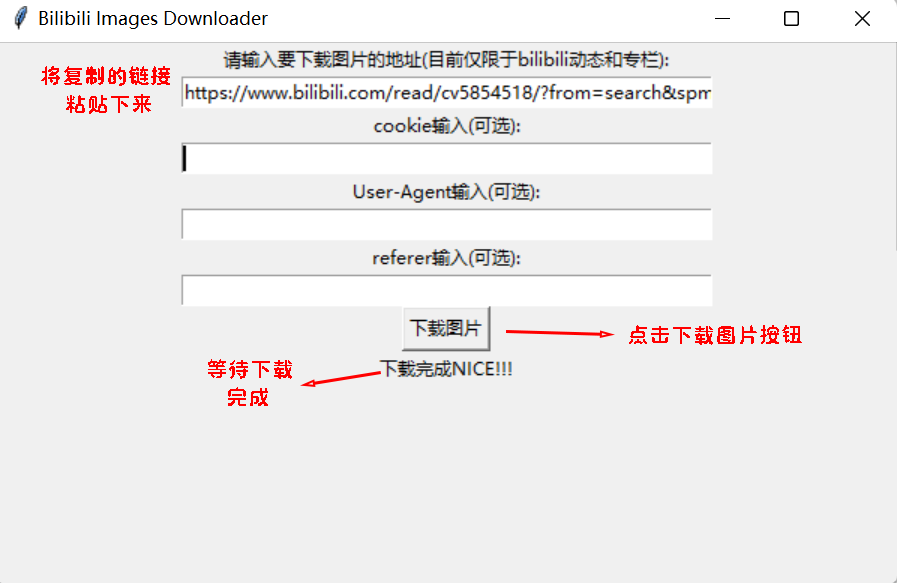 Bilibili Images Downloader
请输入要下载图片的地址(目前仅限于bilibili动态和专栏):
将复制的链接
粘贴下来
https://www.bilibili.com/read/cv5854518/?from=search&spm
cookie输入(可选):
User-Agent输入(可选):
referer输入(可选):
下载图片
点击下载图片按钮
等待下载
完成
下载完成NICE!!!